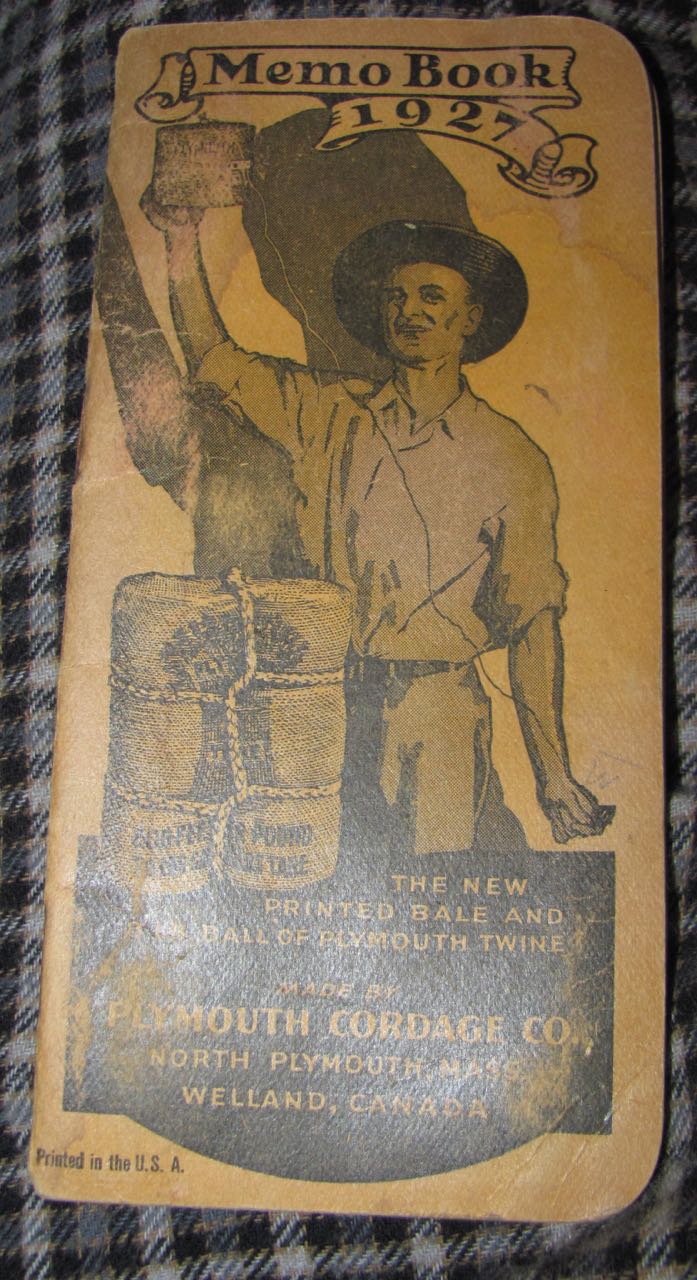 Memo Book
1927
THE NEW
PRINTED BALE AND
BALL OF PLYMOUTH TWINE
MADE BY
PLYMOUTH CORDAGE CO.,
NORTH PLYMOUTH, MASS.
WELLAND, CANADA
Printed in the U. S. A.